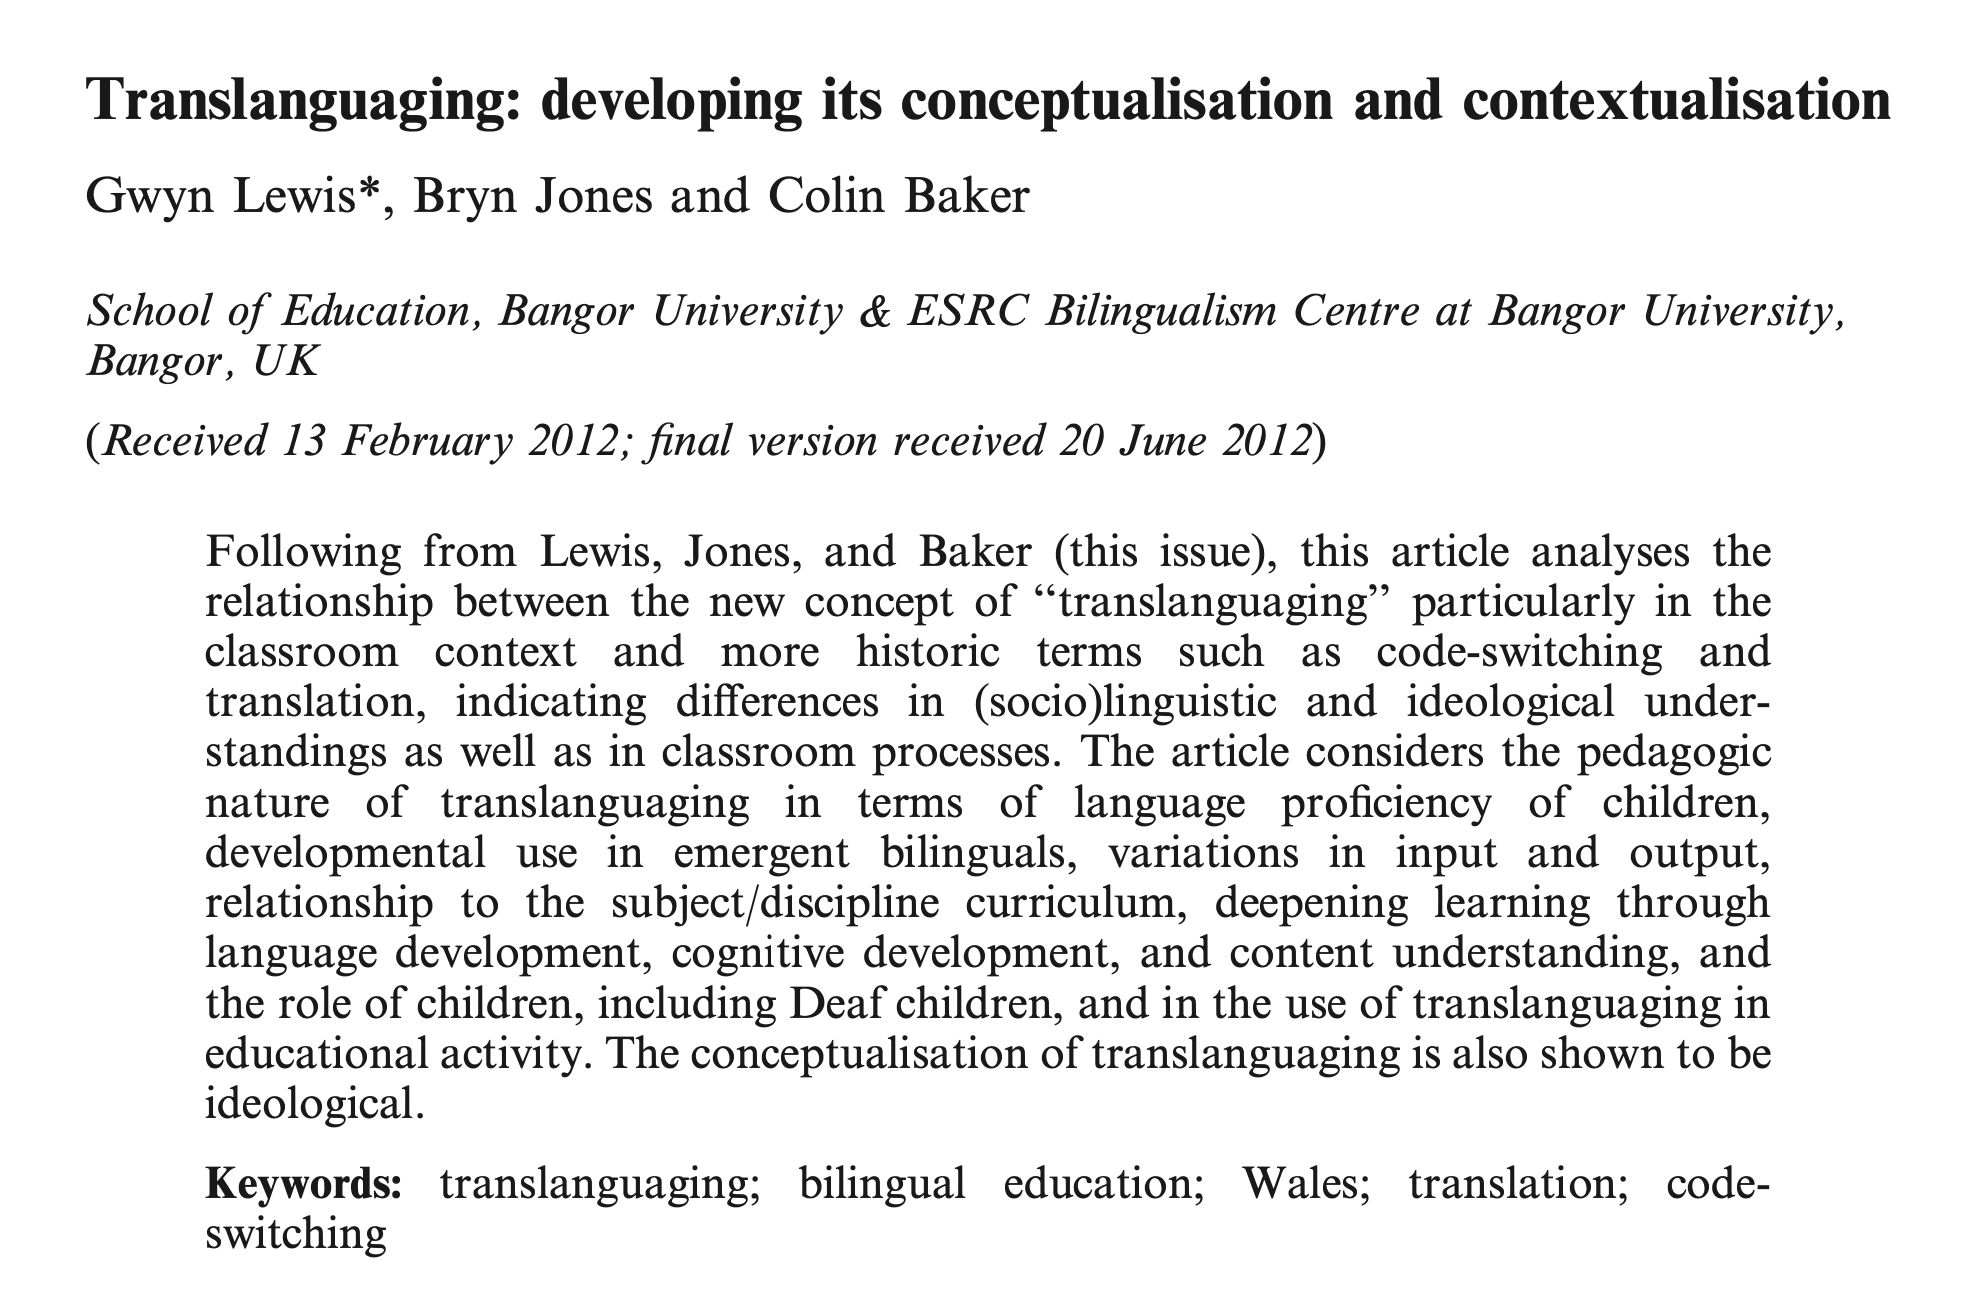 Translanguaging: developing its conceptualisation and contextualisation
Gwyn Lewis*, Bryn Jones and Colin Baker
School of Education, Bangor University & ESRC Bilingualism Centre at Bangor University,
Bangor, UK
(Received 13 February 2012; final version received 20 June 2012)
Following from Lewis, Jones, and Baker (this issue), this article analyses the
relationship between the new concept of “translanguaging” particularly in the
classroom context and more historic terms such as code-switching and
translation, indicating differences in (socio)linguistic and ideological under-
standings as well as in classroom processes. The article considers the pedagogic
nature of translanguaging in terms of language proficiency of children,
developmental use in emergent bilinguals, variations in input and output,
relationship to the subject/discipline curriculum, deepening learning through
language development, cognitive development, and content understanding, and
the role of children, including Deaf children, and in the use of translanguaging in
educational activity. The conceptualisation of translanguaging is also shown to be
ideological.
Keywords: translanguaging; bilingual education; Wales; translation; code-
switching